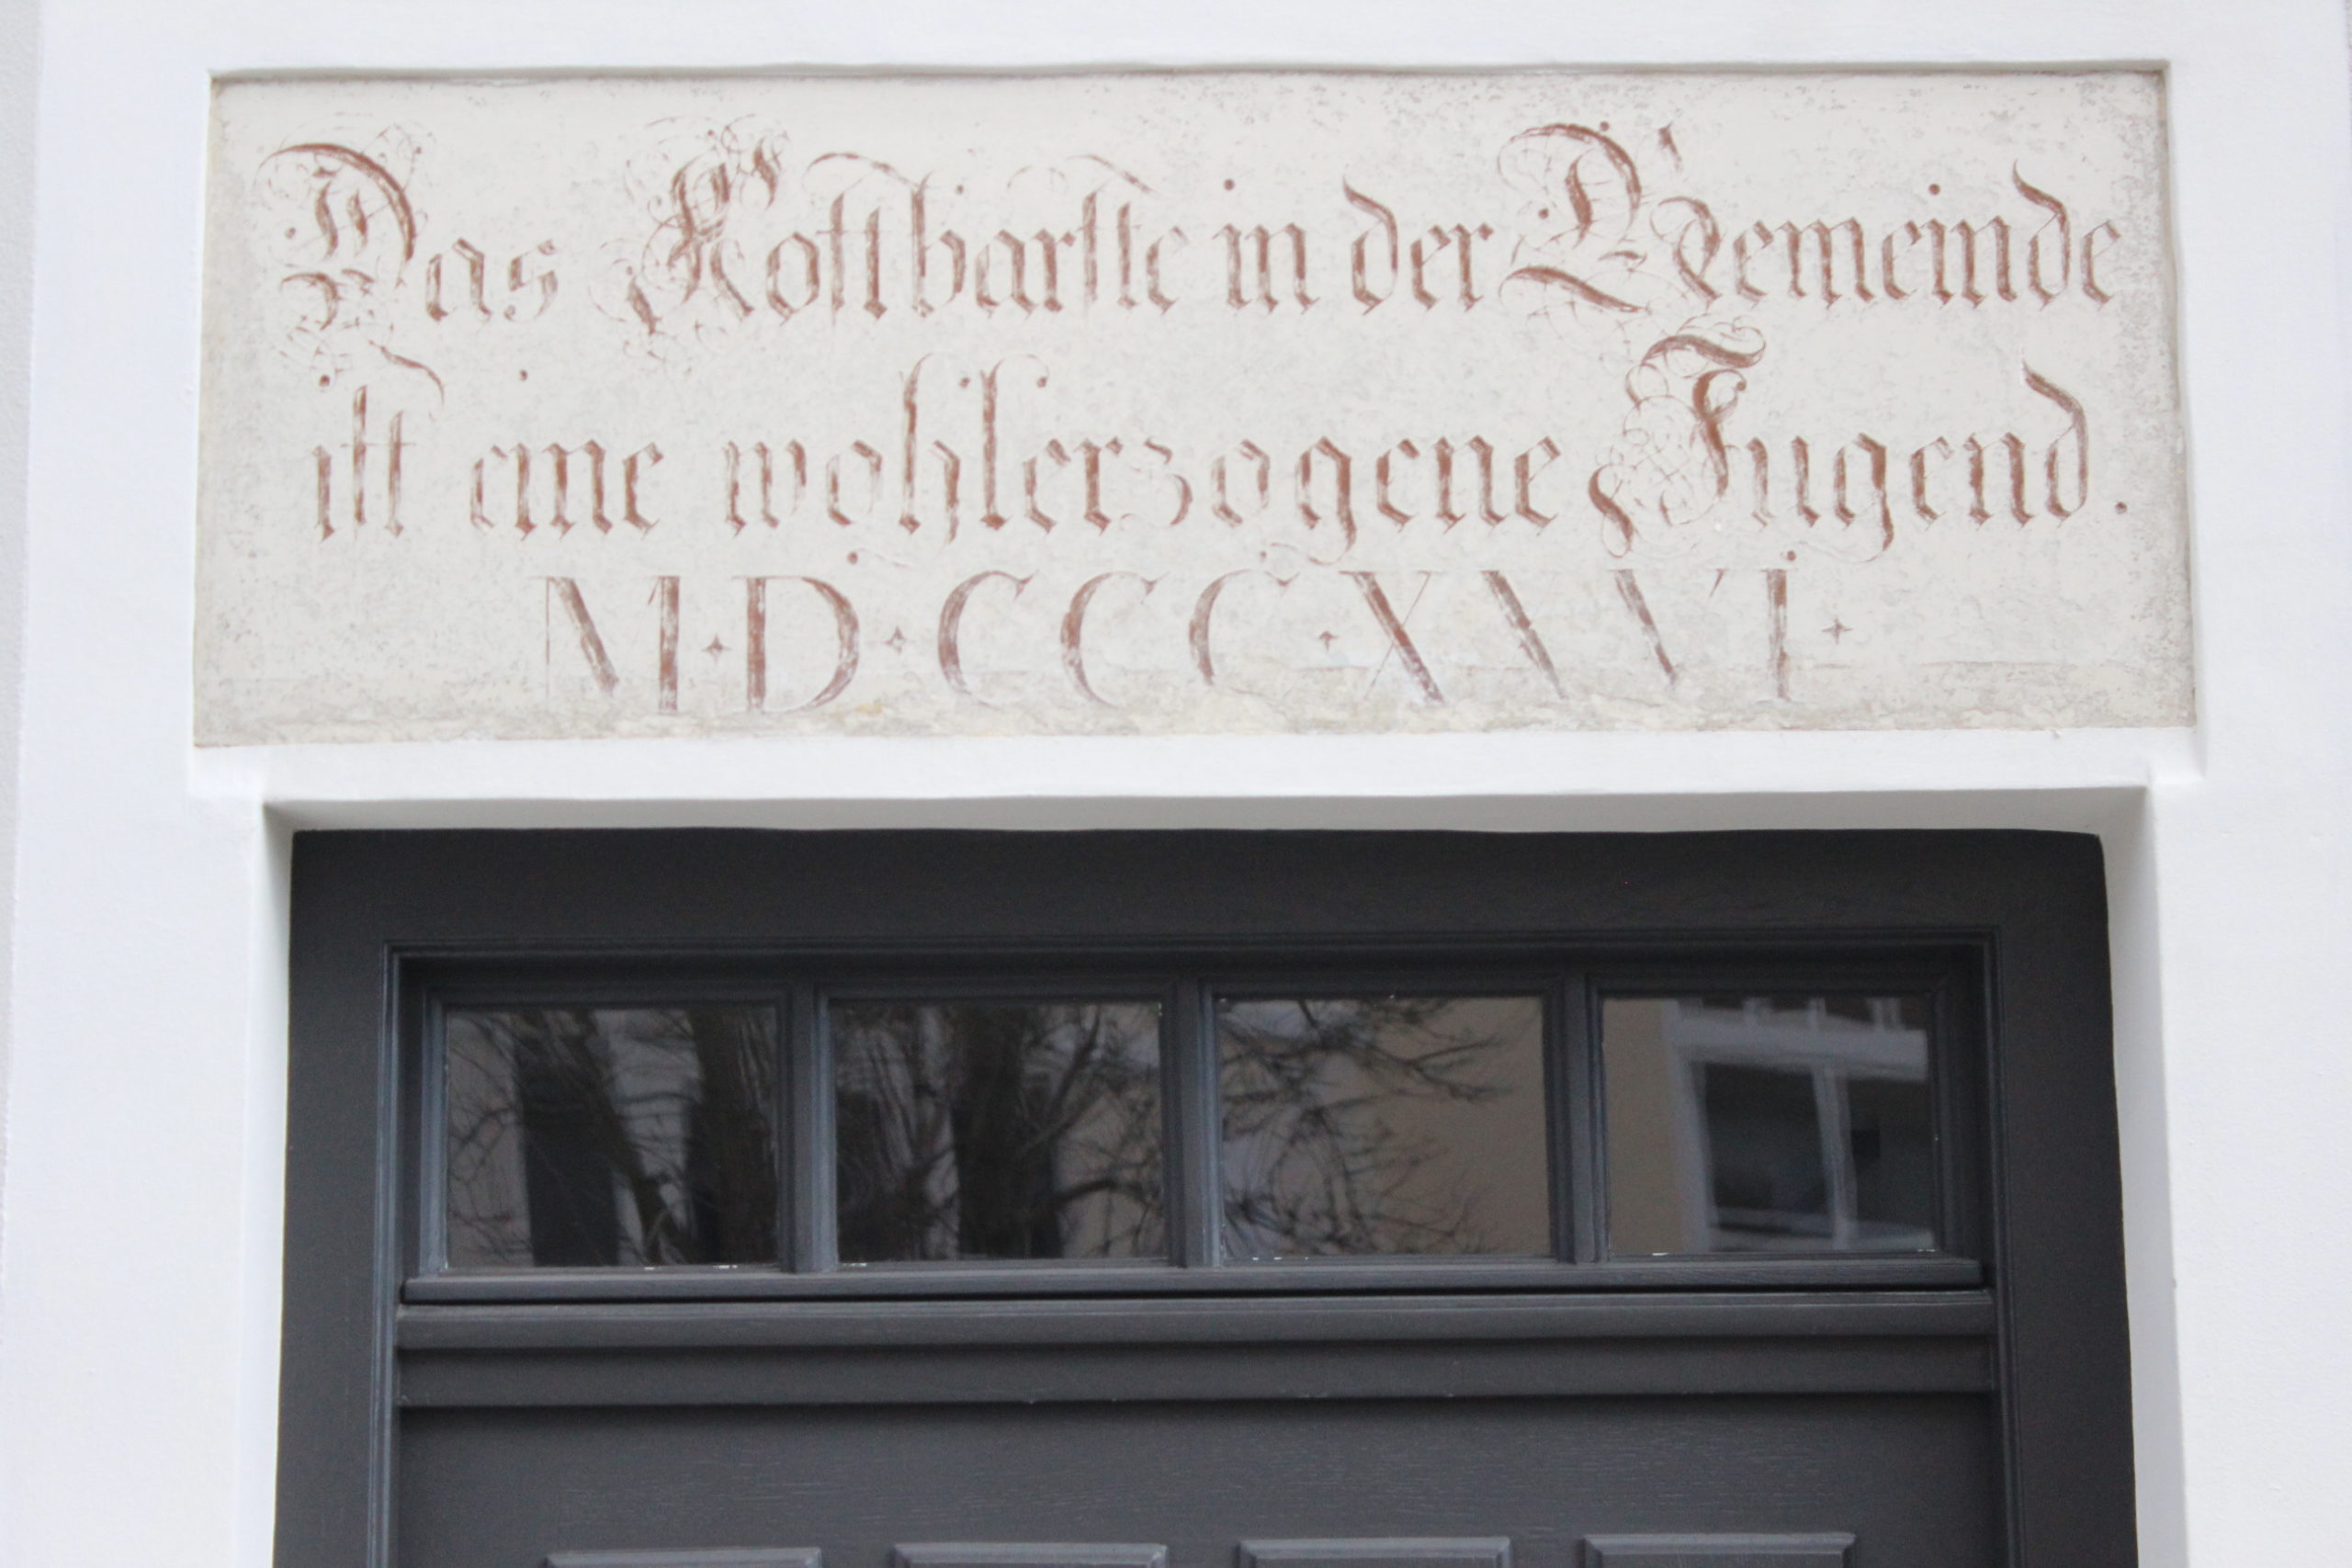 Das Kostbarste in der Gemeinde
ist eine wohlerzogene Jugend.
M·D·CCC·XXVI·